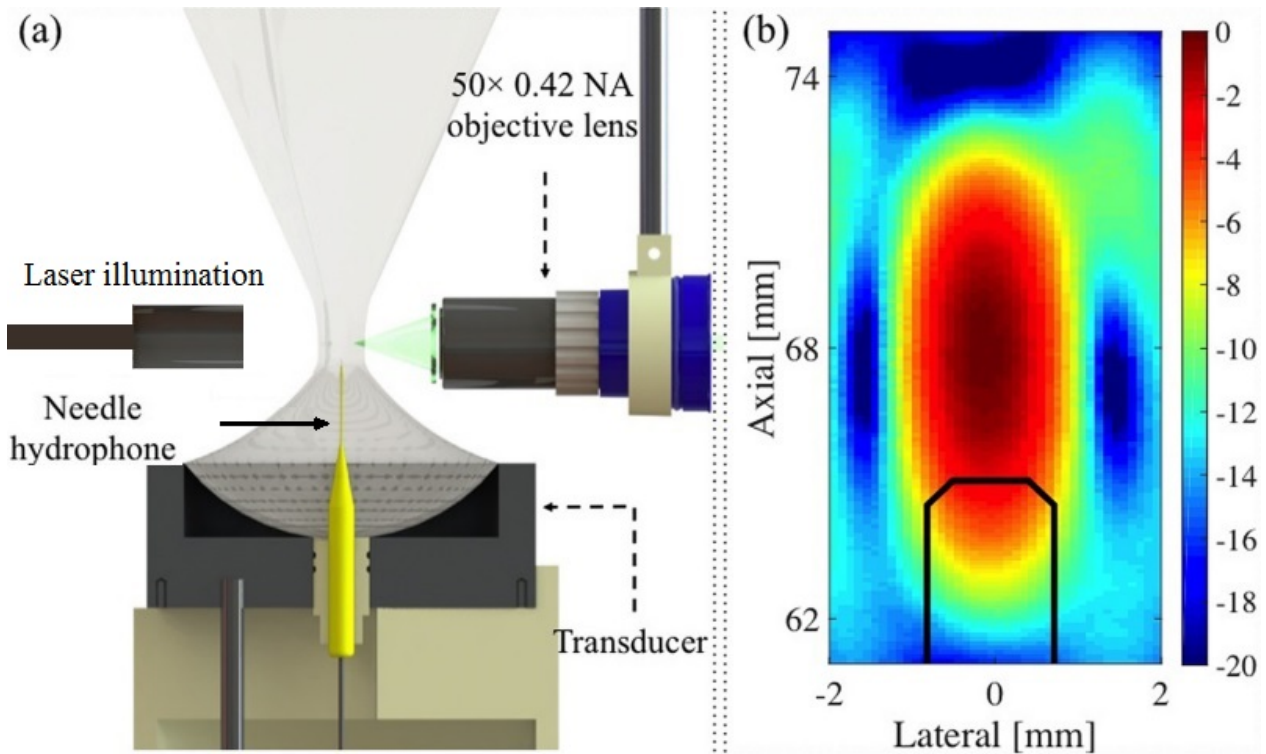 (a)
50× 0.42 NA
objective lens
Laser illumination
Needle
hydrophone
Transducer
(b)
0
-2
-4
-6
-8
-10
-12
-14
-16
-18
-20
74
68
62
Axial [mm]
-2 0 2
Lateral [mm]